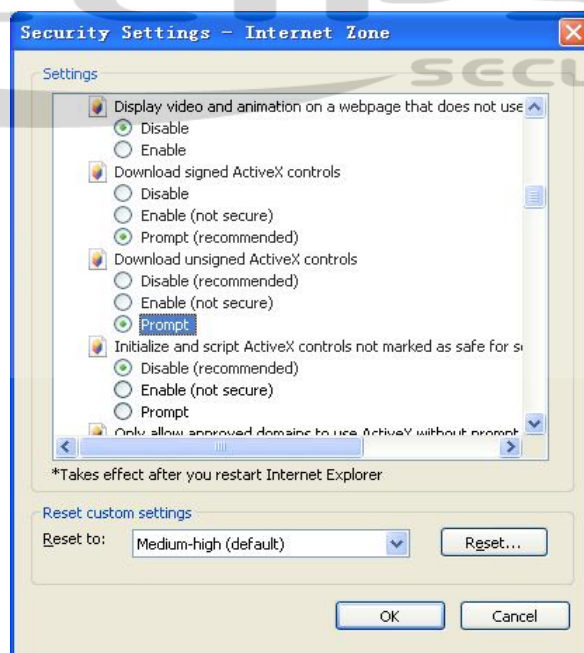 Security Settings - Internet Zone
Settings
Display video and animation on a webpage that does not use
Disable
Enable
Download signed ActiveX controls
Disable
Enable (not secure)
Prompt (recommended)
Download unsigned ActiveX controls
Disable (recommended)
Enable (not secure)
Prompt
Initialize and script ActiveX controls not marked as safe for
Disable (recommended)
Enable (not secure)
Prompt
Only allow approved domains to use ActiveX without prompt
*Takes effect after you restart Internet Explorer
Reset custom settings
Reset to:
Medium-high (default)
Reset...
OK
Cancel